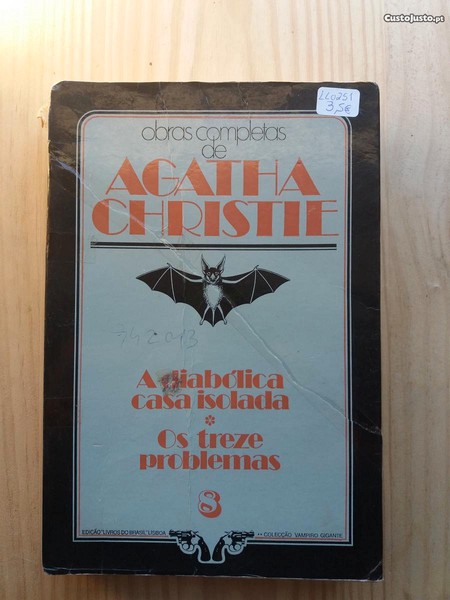 CustoJusto.pt
LL0251
3,5€
obras completas
de
AGATHA
CHRISTIE
A diabólica
casa isolada
*
Os treze
problemas
8
EDIÇÃO "LIVROS DO BRASIL" LISBOA
COLECÇÃO VAMPIRO GIGANTE